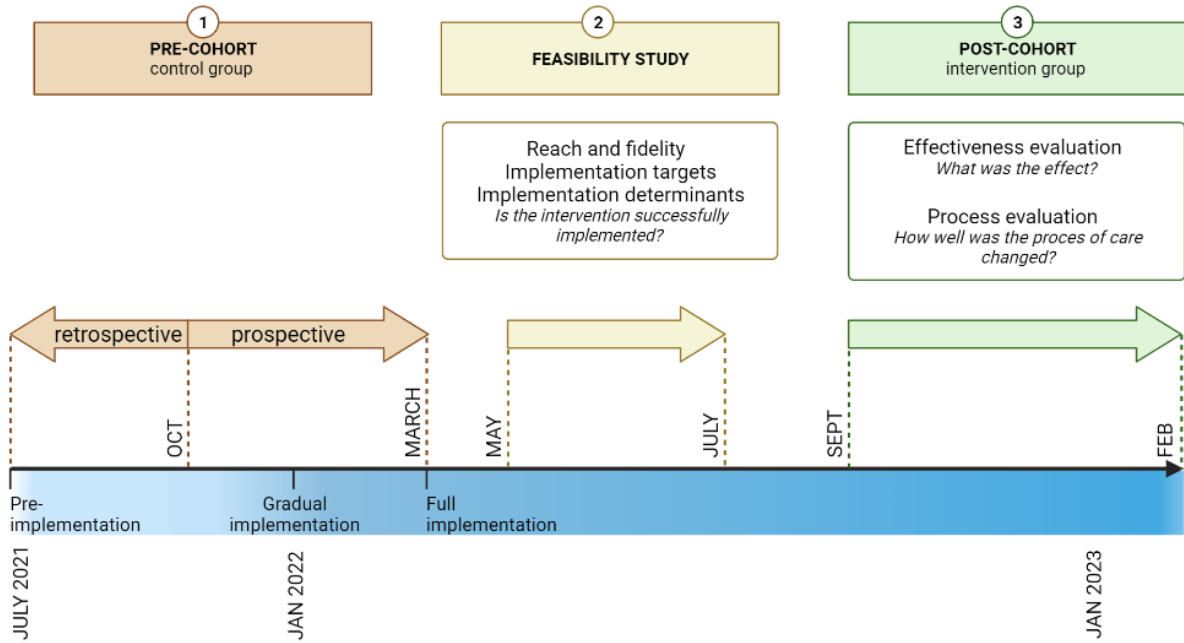 1
PRE-COHORT
control group
2
FEASIBILITY STUDY
3
POST-COHORT
intervention group
Reach and fidelity
Implementation targets
Implementation determinants
Is the intervention successfully
implemented?
Effectiveness evaluation
What was the effect?
Process evaluation
How well was the proces of care
changed?
retrospective
prospective
OCT
MARCH
MAY
JULY
SEPT
FEB
Pre-
implementation
Gradual
implementation
Full
implementation
JULY 2021
JAN 2022
JAN 2023